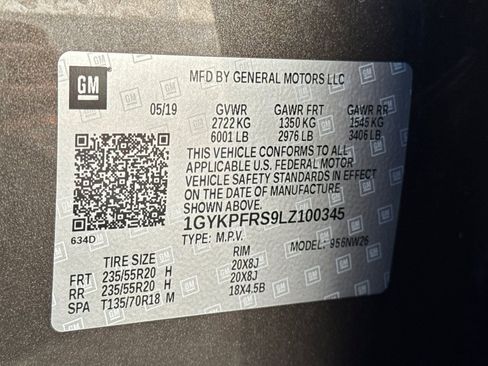 GM
MFD BY GENERAL MOTORS LLC
05/19 GVWR GAWR FRT GAWR RR
2722 KG 1350 KG 1545 KG
6001 LB 2976 LB 3406 LB
THIS VEHICLE CONFORMS TO ALL
APPLICABLE U.S. FEDERAL MOTOR
VEHICLE SAFETY STANDARDS IN EFFECT
ON THE DATE OF MANUFACTURE SHOWN ABOVE.
1GYKPFRS9LZ100345
634D TYPE: M.P.V. MODEL: 956NW26
TIRE SIZE RIM
FRT 235/55R20 H 20X8J
RR 235/55R20 H 20X8J
SPA T135/70R18 M 18X4.5B